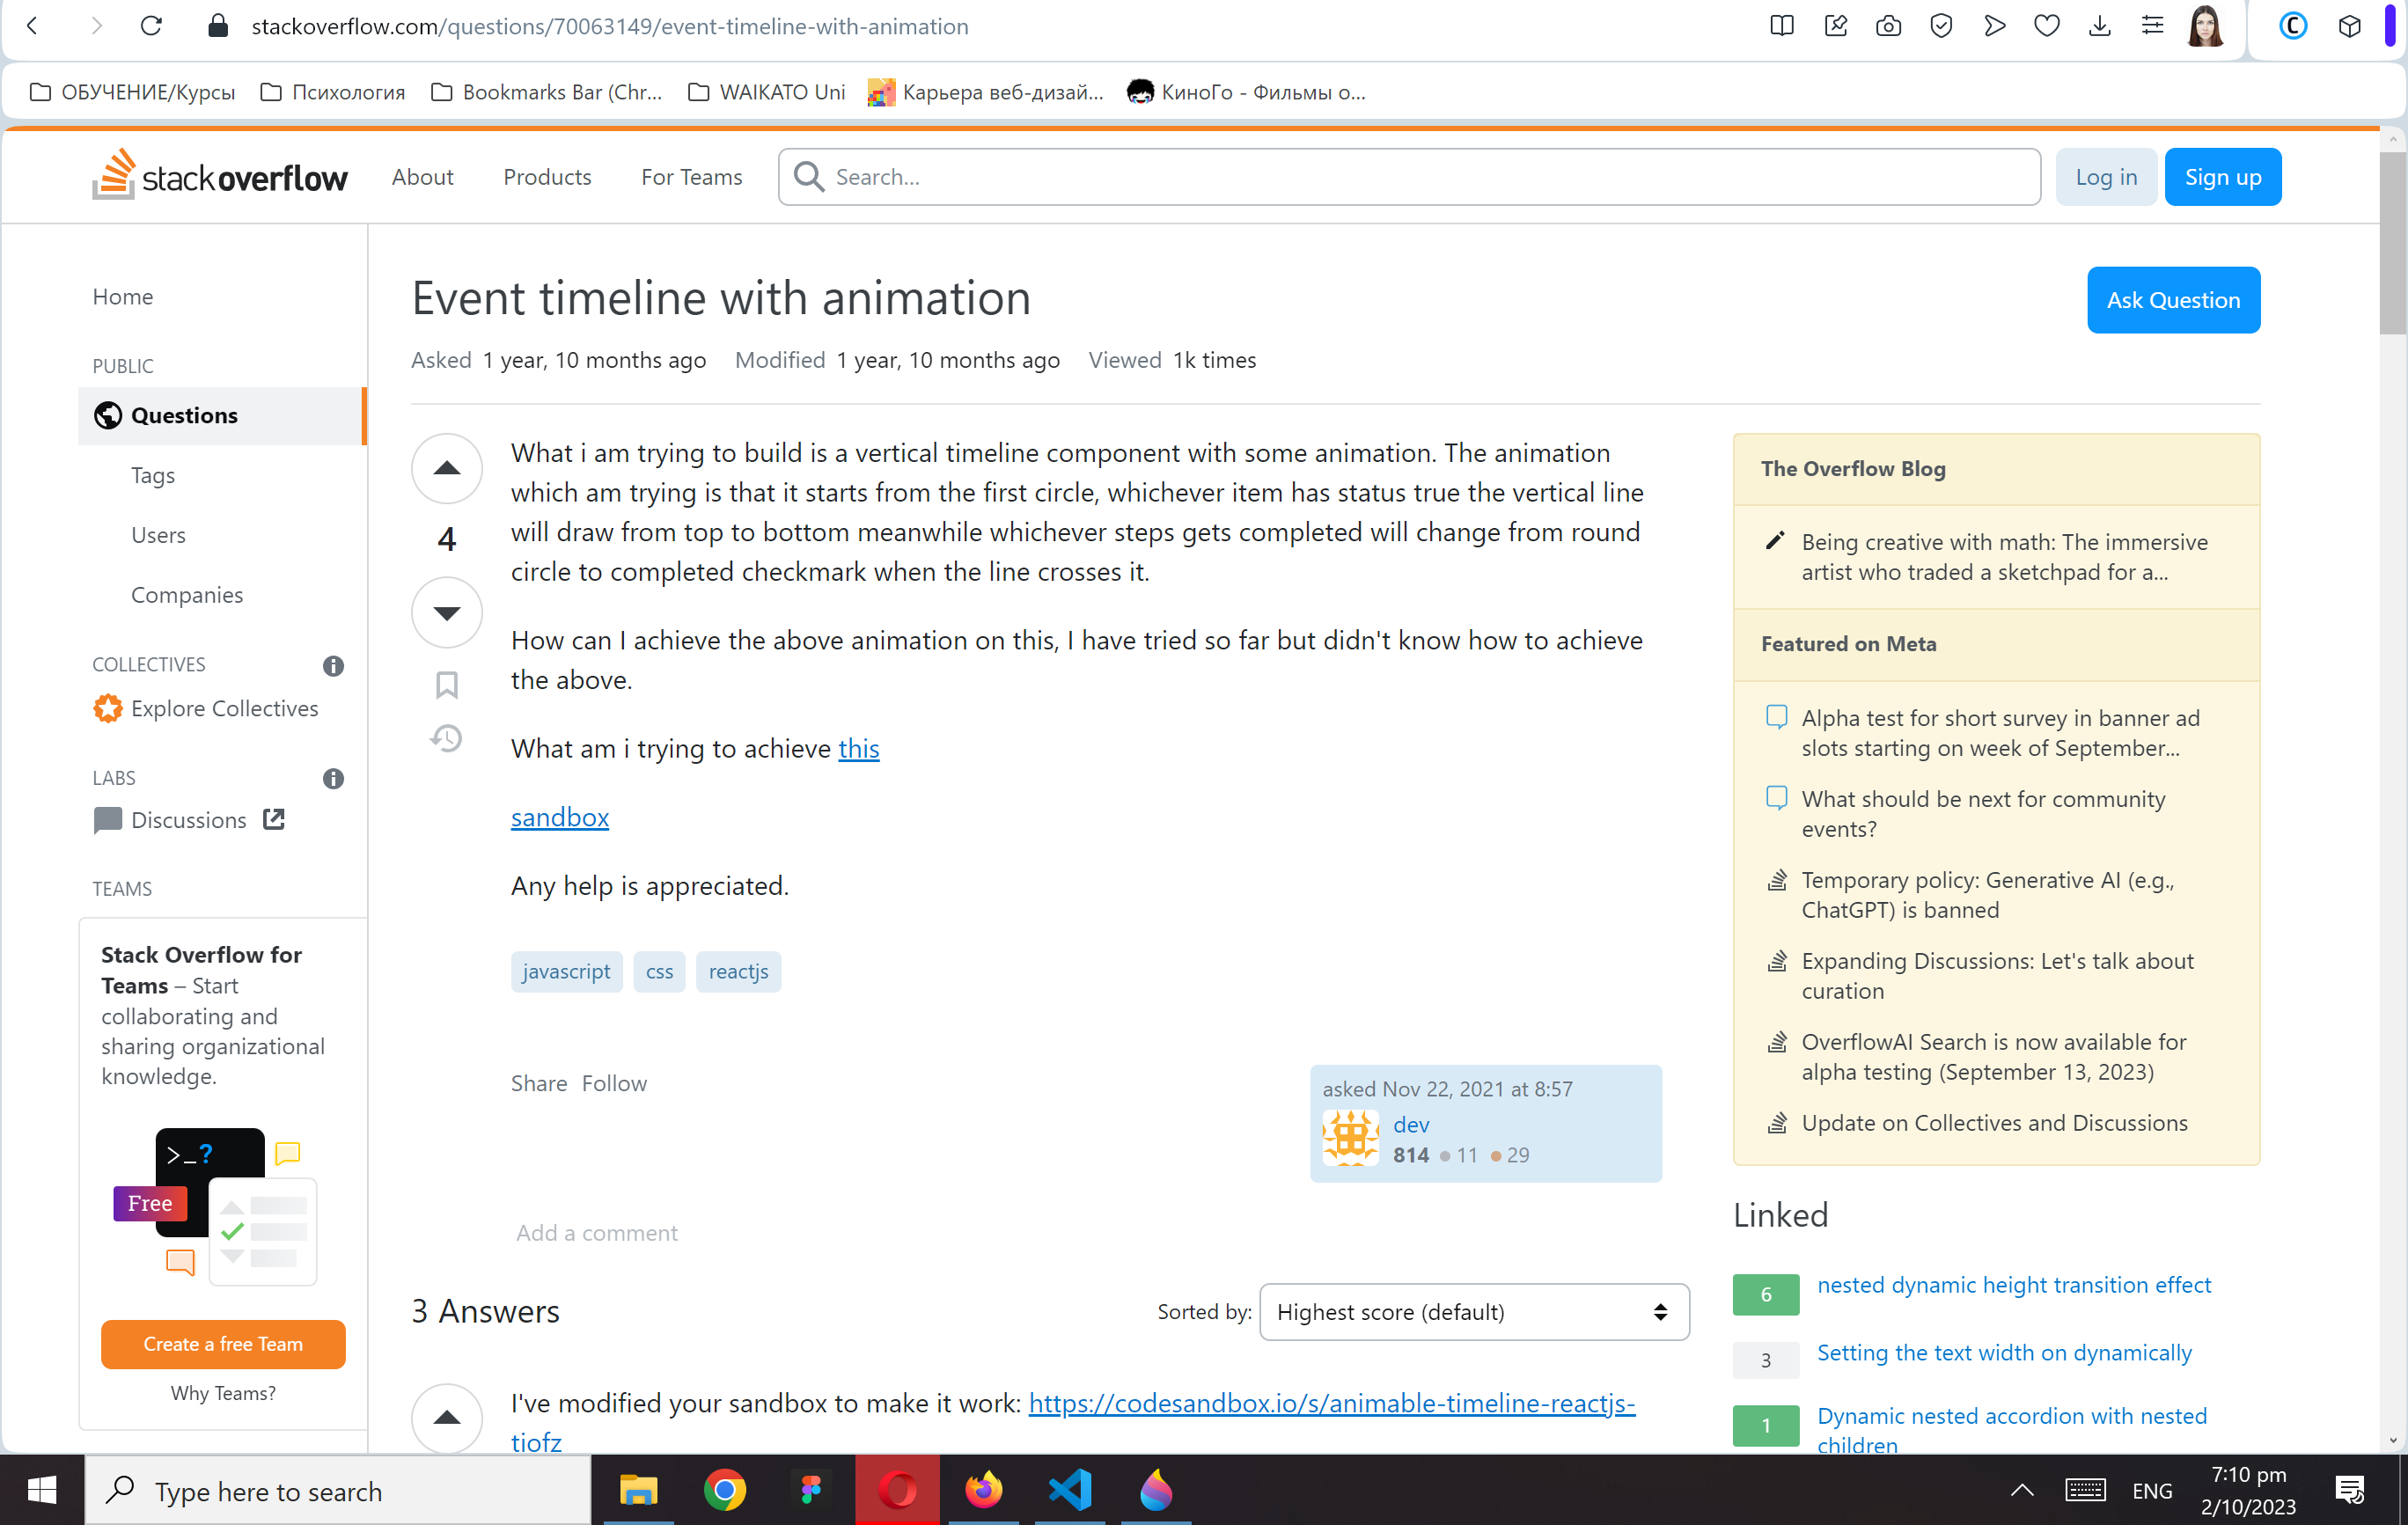 stackoverflow.com/questions/70063149/event-timeline-with-animation
ОБУЧЕНИЕ/Курсы
Психология
Bookmarks Bar (Chr...
WAIKATO Uni
Карьера веб-дизай...
КиноГо - Фильмы о...
stackoverflow
About
Products
For Teams
Search...
Log in
Sign up
Home
PUBLIC
Questions
Tags
Users
Companies
COLLECTIVES
Explore Collectives
LABS
Discussions
TEAMS
Stack Overflow for
Teams – Start
collaborating and
sharing organizational
knowledge.
>_?
Free
Create a free Team
Why Teams?
Event timeline with animation
Ask Question
Asked 1 year, 10 months ago Modified 1 year, 10 months ago Viewed 1k times
4
What i am trying to build is a vertical timeline component with some animation. The animation
which am trying is that it starts from the first circle, whichever item has status true the vertical line
will draw from top to bottom meanwhile whichever steps gets completed will change from round
circle to completed checkmark when the line crosses it.
How can I achieve the above animation on this, I have tried so far but didn't know how to achieve
the above.
What am i trying to achieve this
sandbox
Any help is appreciated.
javascript
css
reactjs
Share Follow
asked Nov 22, 2021 at 8:57
dev
814 11 29
Add a comment
3 Answers
Sorted by:
Highest score (default)
I've modified your sandbox to make it work: https://codesandbox.io/s/animable-timeline-reactjs-
tiofz
The Overflow Blog
Being creative with math: The immersive
artist who traded a sketchpad for a...
Featured on Meta
Alpha test for short survey in banner ad
slots starting on week of September...
What should be next for community
events?
Temporary policy: Generative AI (e.g.,
ChatGPT) is banned
Expanding Discussions: Let's talk about
curation
OverflowAI Search is now available for
alpha testing (September 13, 2023)
Update on Collectives and Discussions
Linked
6
nested dynamic height transition effect
3
Setting the text width on dynamically
1
Dynamic nested accordion with nested
children
Type here to search
ENG
7:10 pm
2/10/2023